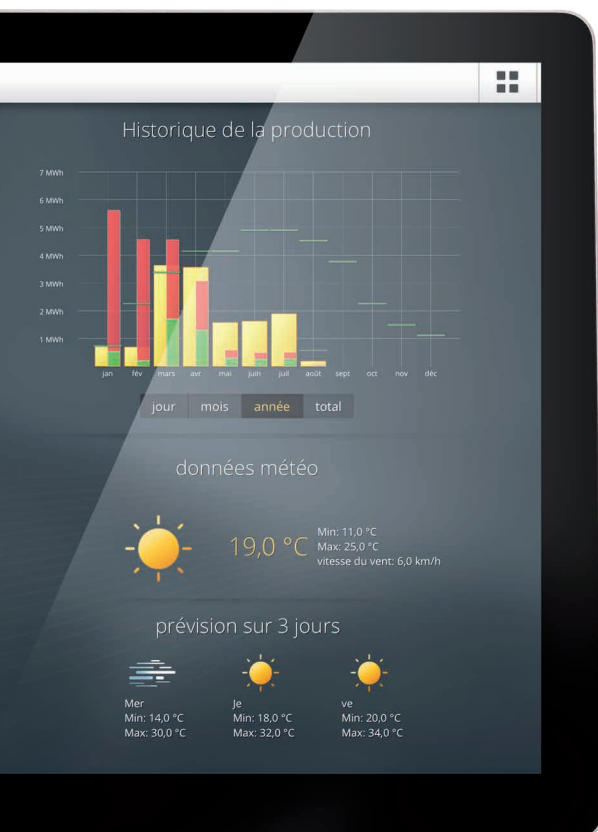 Historique de la production
7 MWh
6 MWh
5 MWh
4 MWh
3 MWh
2 MWh
1 MWh
jan fév mars avr mai juin juil août sept oct nov déc
jour mois année total
données météo
19,0 °C
Min: 11,0 °C
Max: 25,0 °C
vitesse du vent: 6,0 km/h
prévision sur 3 jours
Mer
Min: 14,0 °C
Max: 30,0 °C
Je
Min: 18,0 °C
Max: 32,0 °C
ve
Min: 20,0 °C
Max: 34,0 °C